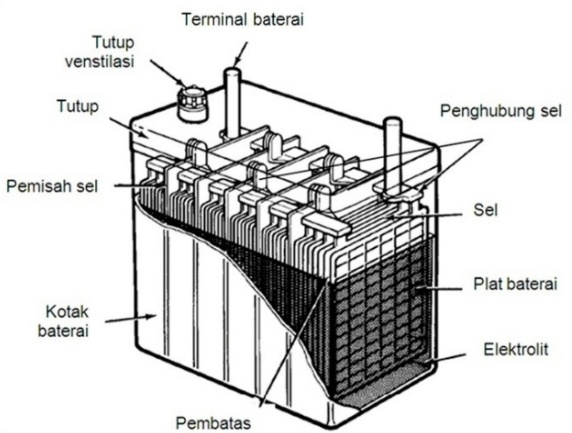 Terminal baterai
Tutup
venstilasi
Tutup
Penghubung sel
Pemisah sel
Sel
Plat baterai
Kotak
baterai
Elektrolit
Pembatas